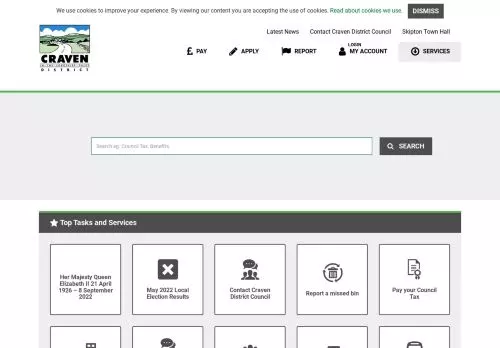 We use cookies to improve your experience. By viewing our content you are accepting the use of cookies. Read about cookies we use. DISMISS
Latest News Contact Craven District Council Skipton Town Hall
CRAVEN
DISTRICT
£ PAY APPLY REPORT LOGIN MY ACCOUNT SERVICES
Search eg: Council Tax, Benefits
SEARCH
Top Tasks and Services
Her Majesty Queen
Elizabeth II 21 April
1926 – 8 September
2022
May 2022 Local
Election Results
Contact Craven
District Council
Report a missed bin
Pay your Council
Tax